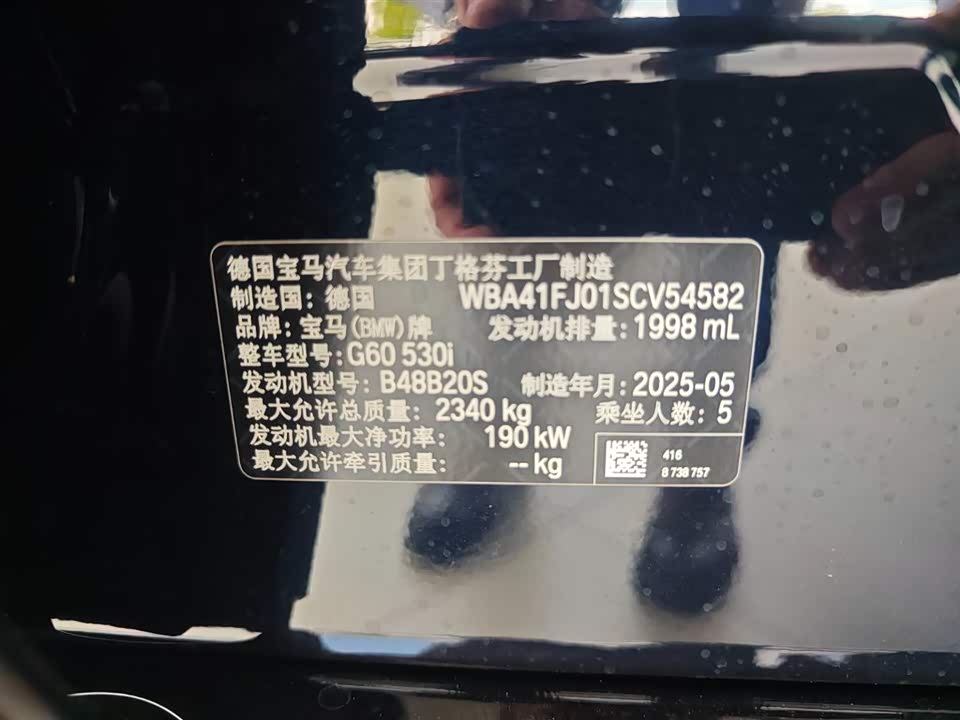 德国宝马汽车集团丁格芬工厂制造
制造国：德国 WBA41FJ01SCV54582
品牌：宝马(BMW)牌 发动机排量：1998 mL
整车型号：G60 530i
发动机型号：B48B20S 制造年月：2025-05
最大允许总质量：2340 kg 乘坐人数：5
发动机最大净功率：190 kW
最大允许牵引质量：-- kg
416
8 738 757